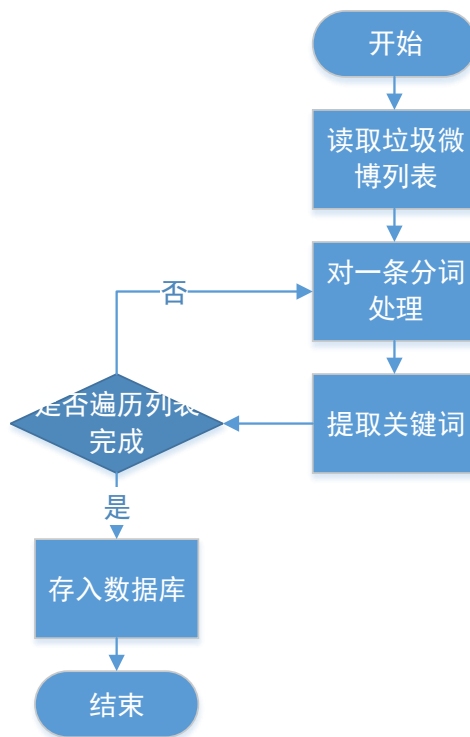 开始
读取垃圾微
博列表
对一条分词
处理
否
是否遍历列表
完成
提取关键词
是
存入数据库
结束